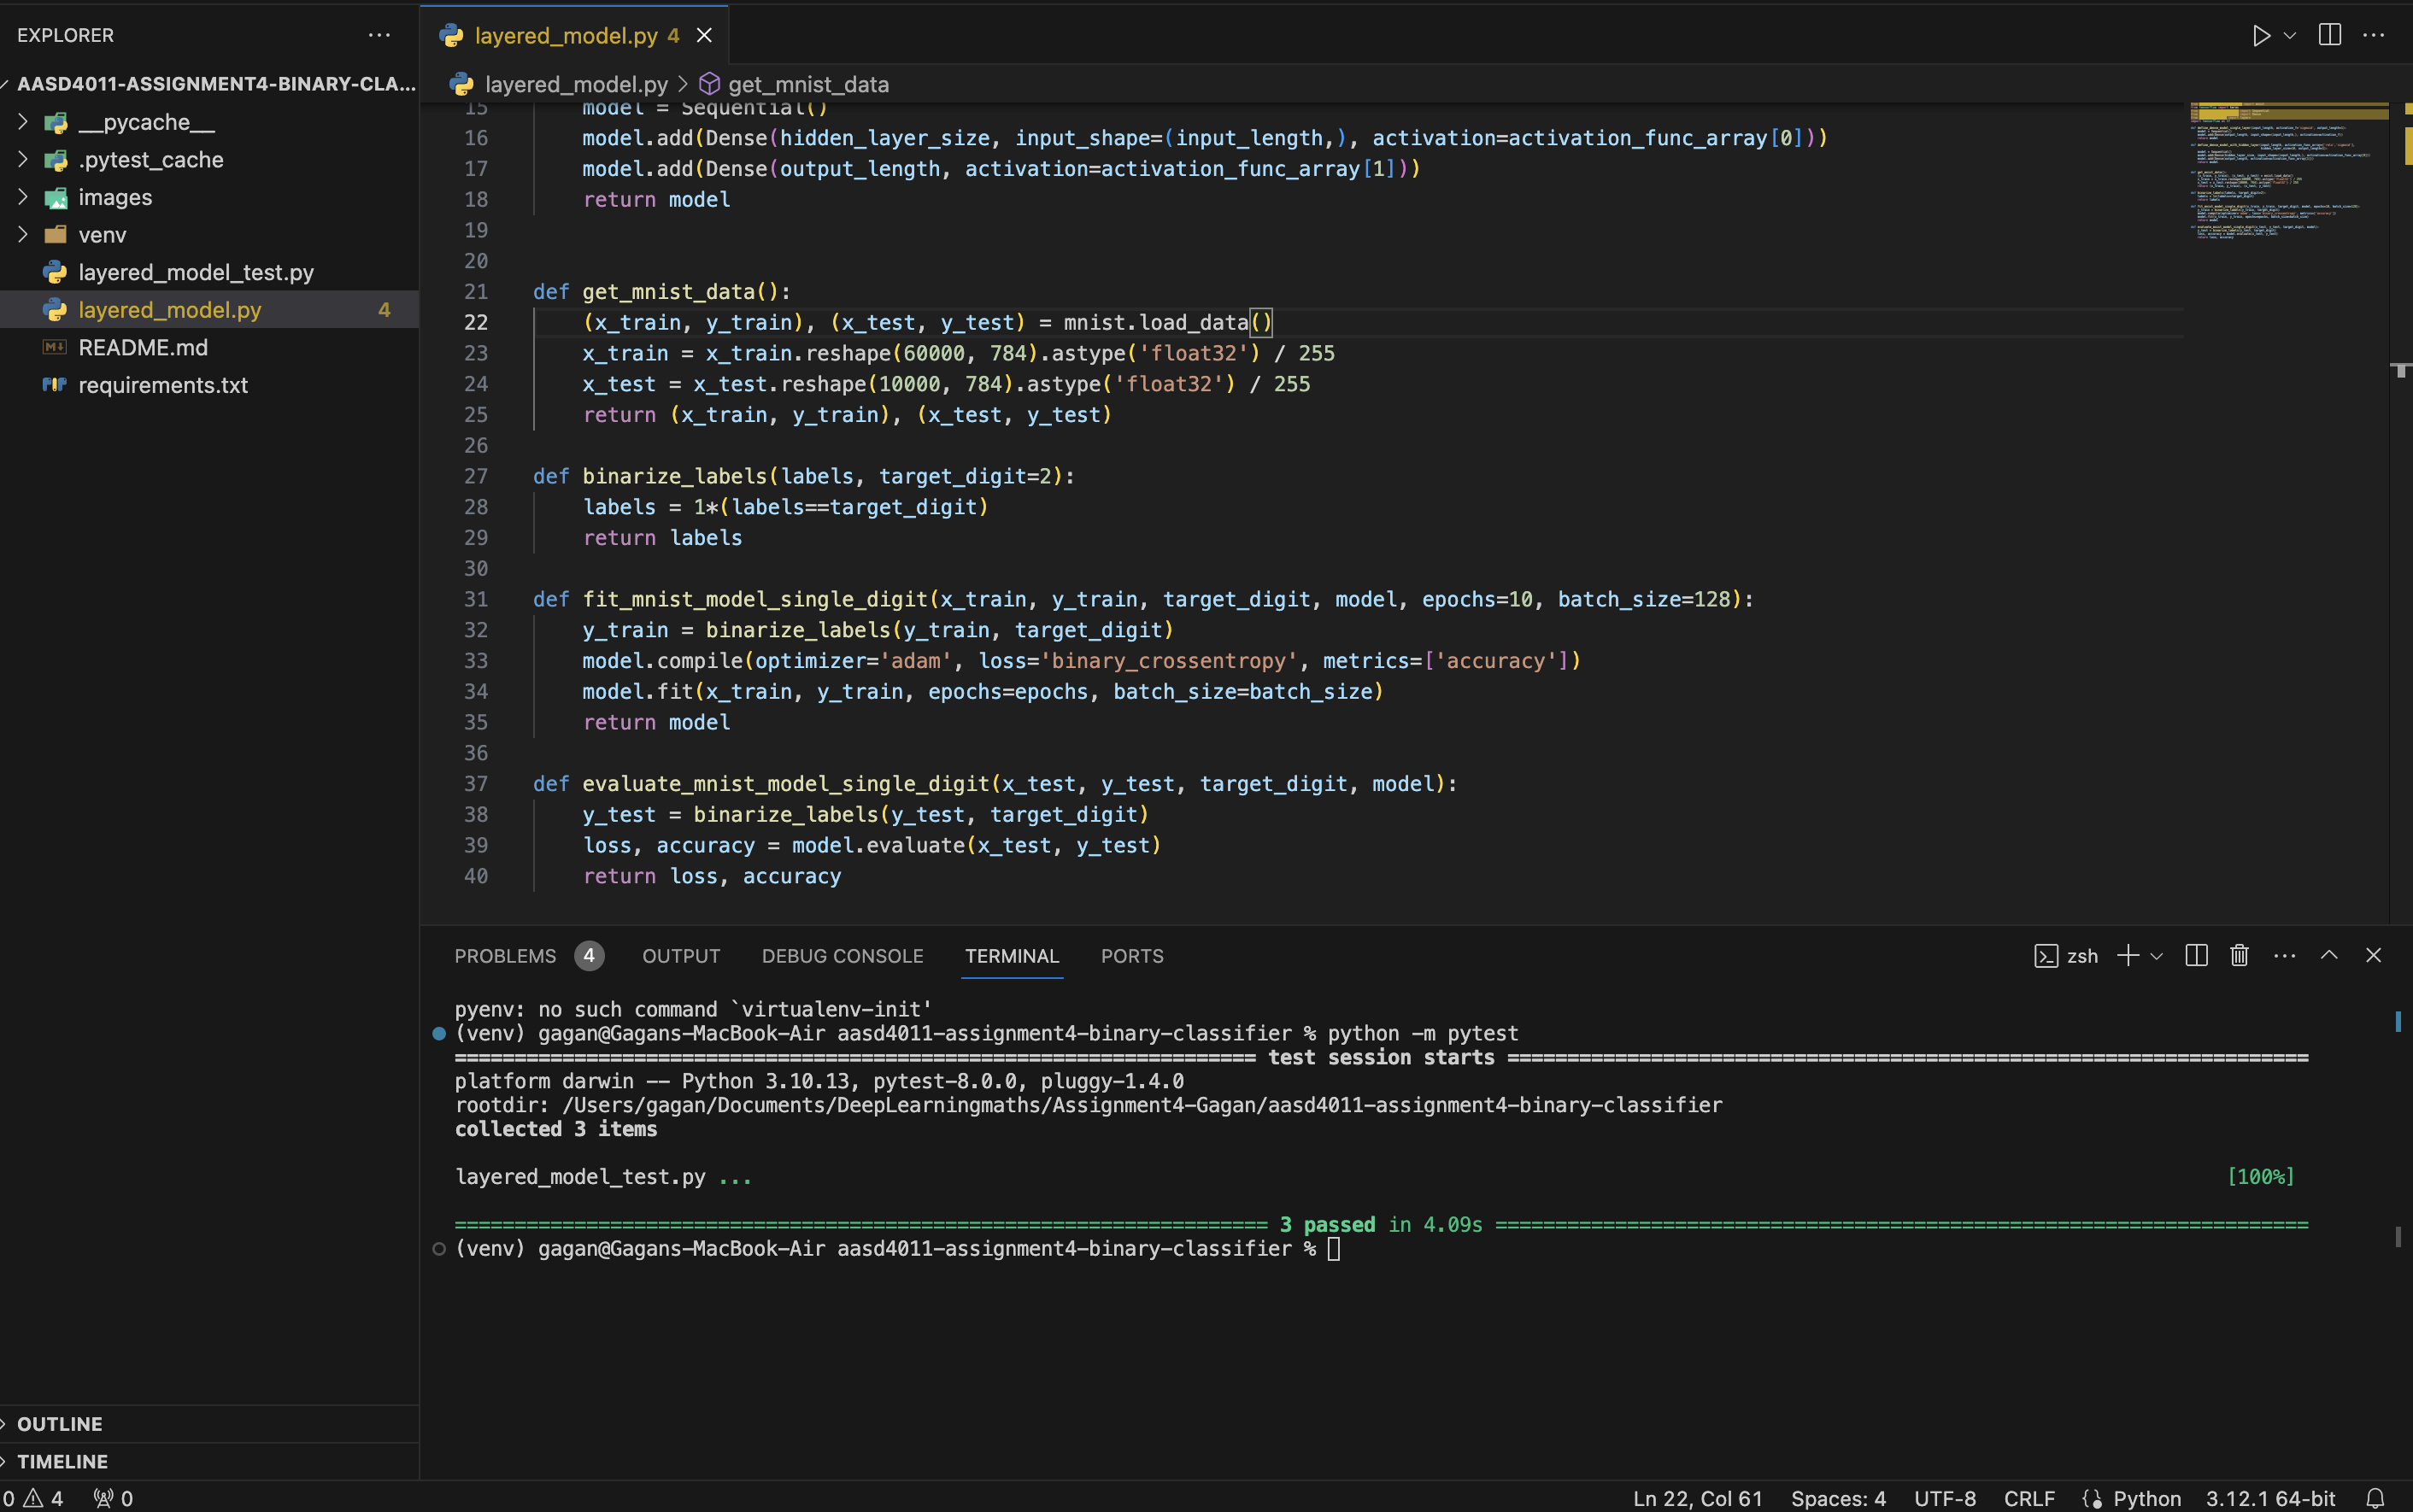 EXPLORER
AASD4011-ASSIGNMENT4-BINARY-CLA...
__pycache__
.pytest_cache
images
venv
layered_model_test.py
layered_model.py 4
README.md
requirements.txt
OUTLINE
TIMELINE
layered_model.py 4
layered_model.py > get_mnist_data
15 model = Sequential()
16 model.add(Dense(hidden_layer_size, input_shape=(input_length,), activation=activation_func_array[0]))
17 model.add(Dense(output_length, activation=activation_func_array[1]))
18 return model
19
20
21 def get_mnist_data():
22 (x_train, y_train), (x_test, y_test) = mnist.load_data()
23 x_train = x_train.reshape(60000, 784).astype('float32') / 255
24 x_test = x_test.reshape(10000, 784).astype('float32') / 255
25 return (x_train, y_train), (x_test, y_test)
26
27 def binarize_labels(labels, target_digit=2):
28 labels = 1*(labels==target_digit)
29 return labels
30
31 def fit_mnist_model_single_digit(x_train, y_train, target_digit, model, epochs=10, batch_size=128):
32 y_train = binarize_labels(y_train, target_digit)
33 model.compile(optimizer='adam', loss='binary_crossentropy', metrics=['accuracy'])
34 model.fit(x_train, y_train, epochs=epochs, batch_size=batch_size)
35 return model
36
37 def evaluate_mnist_model_single_digit(x_test, y_test, target_digit, model):
38 y_test = binarize_labels(y_test, target_digit)
39 loss, accuracy = model.evaluate(x_test, y_test)
40 return loss, accuracy
PROBLEMS 4 OUTPUT DEBUG CONSOLE TERMINAL PORTS zsh
pyenv: no such command `virtualenv-init'
(venv) gagan@Gagans-MacBook-Air aasd4011-assignment4-binary-classifier % python -m pytest
=================================================================== test session starts ===================================================================
platform darwin -- Python 3.10.13, pytest-8.0.0, pluggy-1.4.0
rootdir: /Users/gagan/Documents/DeepLearningmaths/Assignment4-Gagan/aasd4011-assignment4-binary-classifier
collected 3 items
layered_model_test.py ... [100%]
==================================================================== 3 passed in 4.09s ====================================================================
(venv) gagan@Gagans-MacBook-Air aasd4011-assignment4-binary-classifier %
0 4 0 Ln 22, Col 61 Spaces: 4 UTF-8 CRLF Python 3.12.1 64-bit